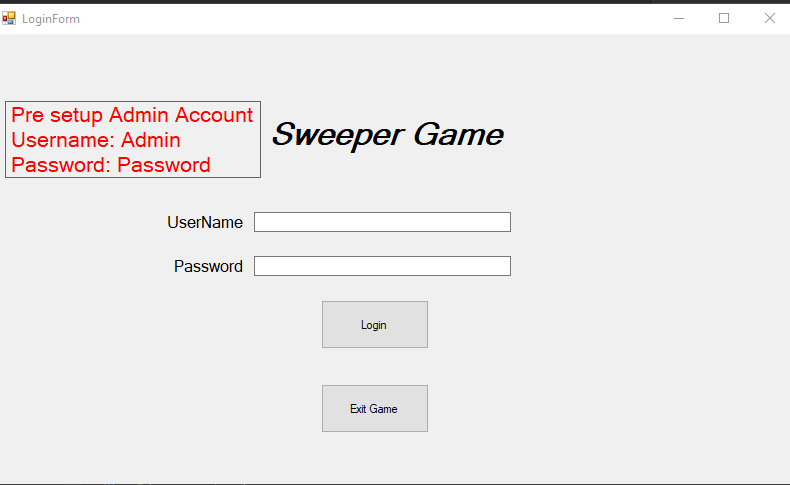 LoginForm
Pre setup Admin Account
Username: Admin
Password: Password
Sweeper Game
UserName
Password
Login
Exit Game